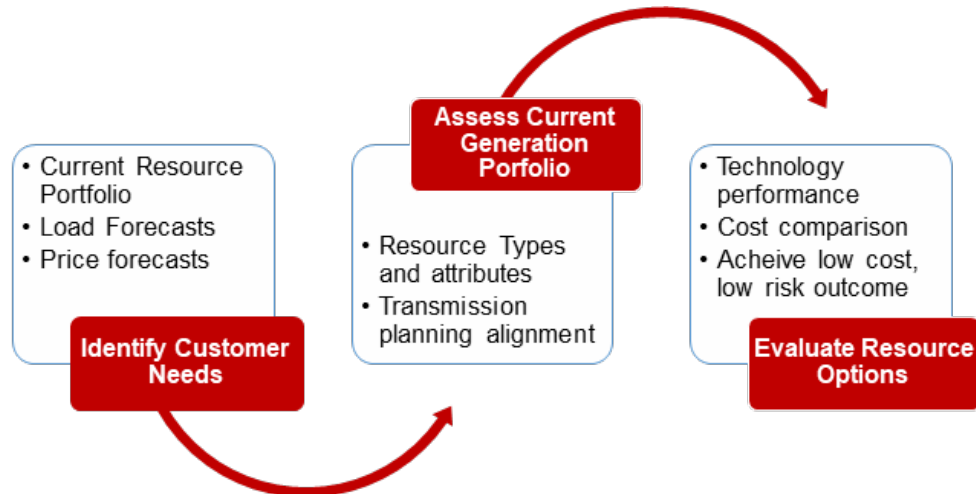 • Current Resource
Portfolio
• Load Forecasts
• Price forecasts
Identify Customer
Needs
Assess Current
Generation
Porfolio
• Resource Types
and attributes
• Transmission
planning alignment
• Technology
performance
• Cost comparison
• Acheive low cost,
low risk outcome
Evaluate Resource
Options